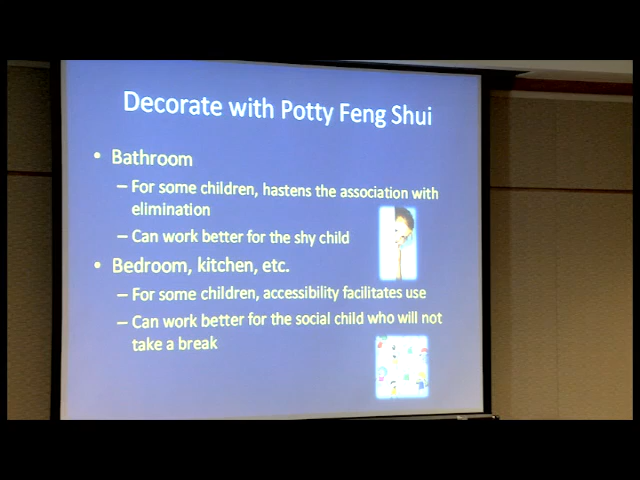 Decorate with Potty Feng Shui
• Bathroom
– For some children, hastens the association with
elimination
– Can work better for the shy child
• Bedroom, kitchen, etc.
– For some children, accessibility facilitates use
– Can work better for the social child who will not
take a break